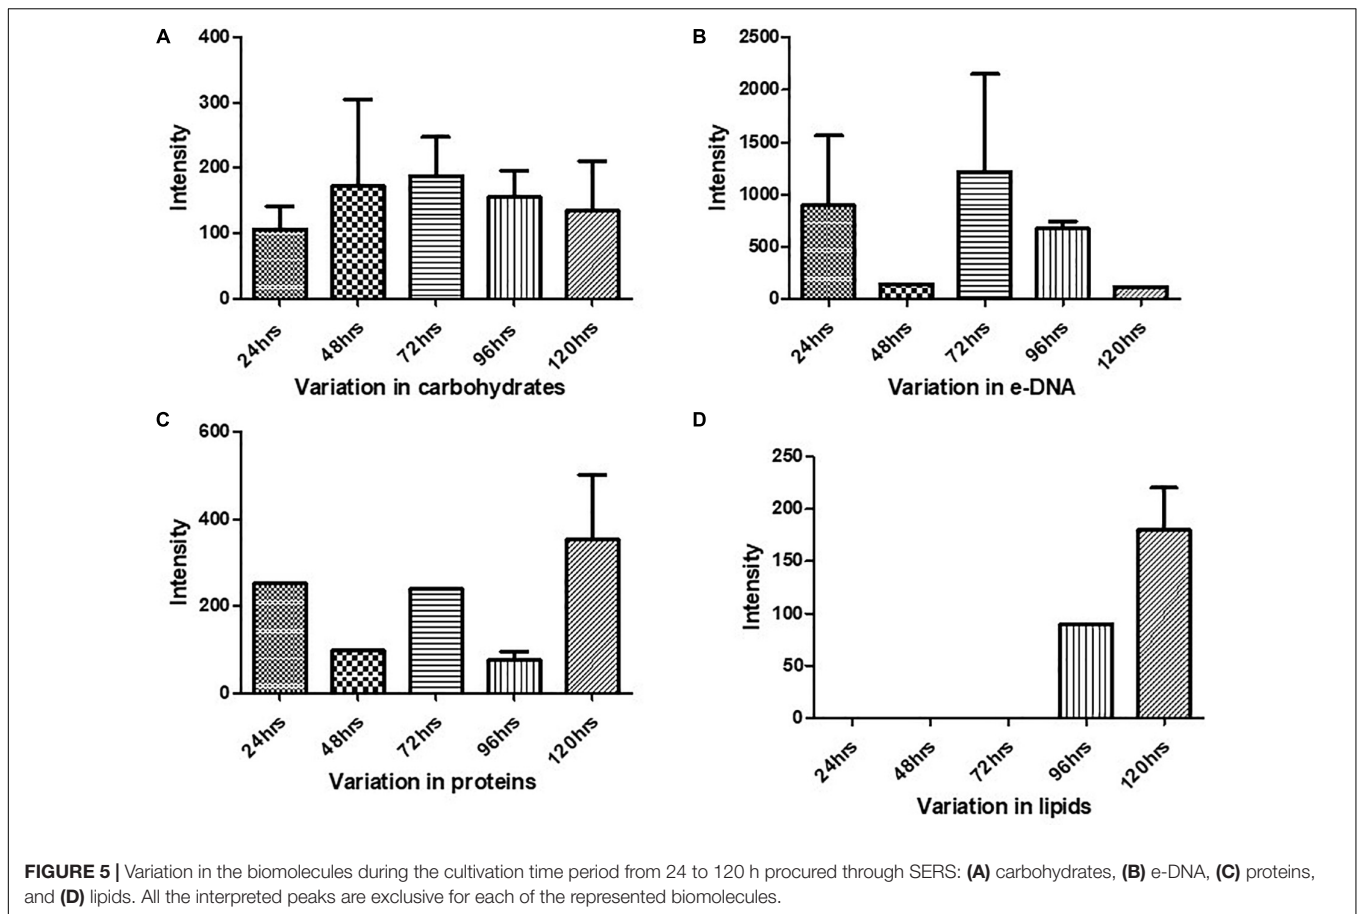 A
400
300
200
100
0
Intensity
24hrs
48hrs
72hrs
96hrs
120hrs
Variation in carbohydrates
B
2500
2000
1500
1000
500
0
Intensity
24hrs
48hrs
72hrs
96hrs
120hrs
Variation in e-DNA
C
600
400
200
0
Intensity
24hrs
48hrs
72hrs
96hrs
120hrs
Variation in proteins
D
250
200
150
100
50
0
Intensity
24hrs
48hrs
72hrs
96hrs
120hrs
Variation in lipids
FIGURE 5 | Variation in the biomolecules during the cultivation time period from 24 to 120 h procured through SERS: (A) carbohydrates, (B) e-DNA, (C) proteins,
and (D) lipids. All the interpreted peaks are exclusive for each of the represented biomolecules.